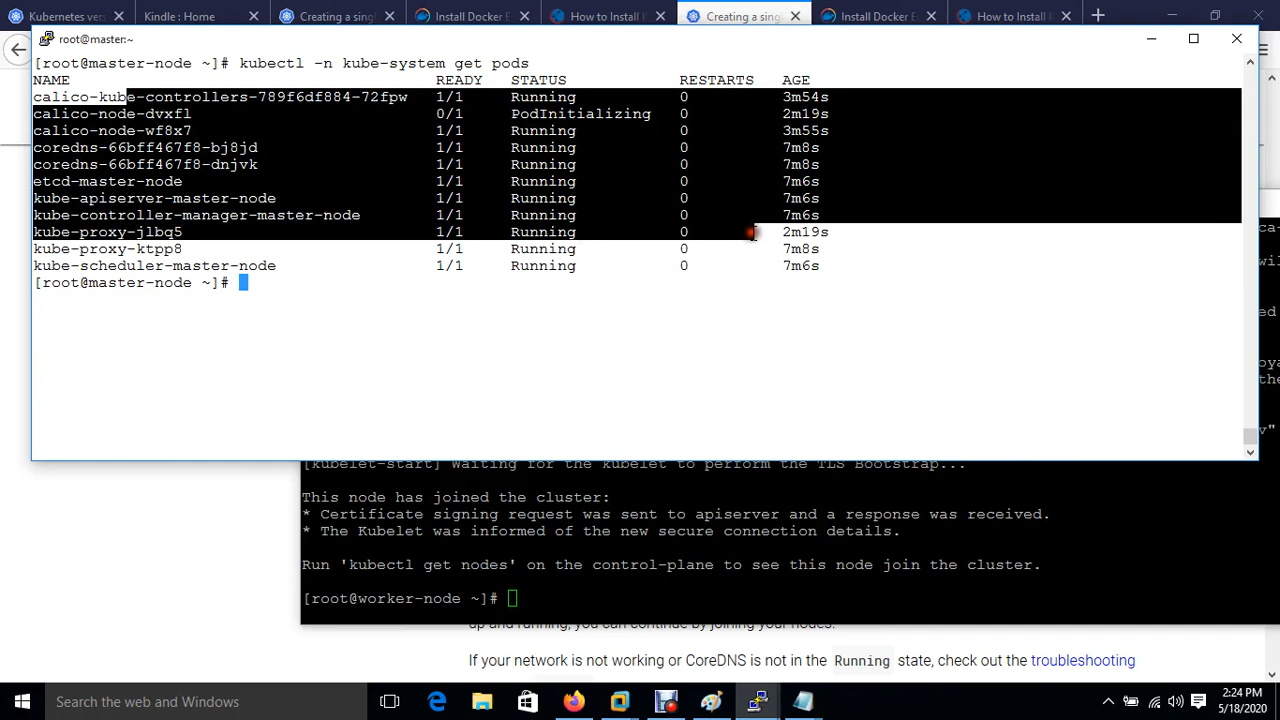 Kubernetes vers
Kindle : Home
Creating a sing
Install Docker E
How to Install K
Creating a sing
Install Docker E
How to Install K
root@master:~
[root@master-node ~]# kubectl -n kube-system get pods
NAME READY STATUS RESTARTS AGE
calico-kube-controllers-789f6df884-72fpw 1/1 Running 0 3m54s
calico-node-dvxfl 0/1 PodInitializing 0 2m19s
calico-node-wf8x7 1/1 Running 0 3m55s
coredns-66bff467f8-bj8jd 1/1 Running 0 7m8s
coredns-66bff467f8-dnjvk 1/1 Running 0 7m8s
etcd-master-node 1/1 Running 0 7m6s
kube-apiserver-master-node 1/1 Running 0 7m6s
kube-controller-manager-master-node 1/1 Running 0 7m6s
kube-proxy-jlbq5 1/1 Running 0 2m19s
kube-proxy-ktpp8 1/1 Running 0 7m8s
kube-scheduler-master-node 1/1 Running 0 7m6s
[root@master-node ~]#
[kubelet-start] Waiting for the kubelet to perform the TLS Bootstrap...
This node has joined the cluster:
* Certificate signing request was sent to apiserver and a response was received.
* The Kubelet was informed of the new secure connection details.
Run 'kubectl get nodes' on the control-plane to see this node join the cluster.
[root@worker-node ~]#
up and running, you can continue by joining your nodes.
If your network is not working or CoreDNS is not in the Running state, check out the troubleshooting
Search the web and Windows
2:24 PM
5/18/2020